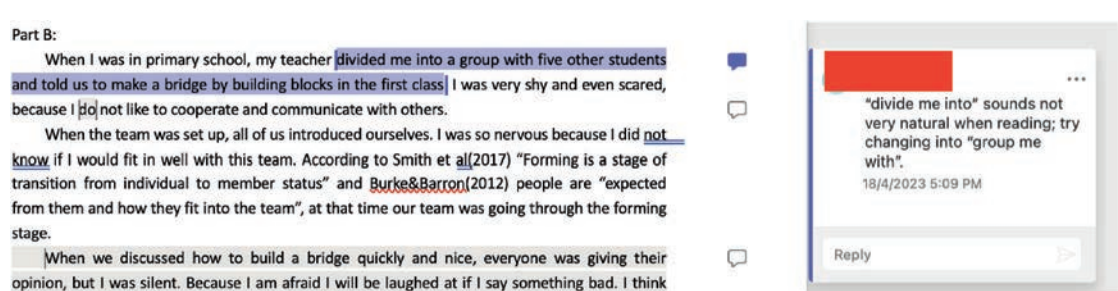 Part B:
When I was in primary school, my teacher divided me into a group with five other students
and told us to make a bridge by building blocks in the first class I was very shy and even scared,
because I do not like to cooperate and communicate with others.
When the team was set up, all of us introduced ourselves. I was so nervous because I did not
know if I would fit in well with this team. According to Smith et al(2017) “Forming is a stage of
transition from individual to member status” and Burke&Barron(2012) people are “expected
from them and how they fit into the team”, at that time our team was going through the forming
stage.
When we discussed how to build a bridge quickly and nice, everyone was giving their
opinion, but I was silent. Because I am afraid I will be laughed at if I say something bad. I think
“divide me into” sounds not
very natural when reading; try
changing into “group me
with”.
18/4/2023 5:09 PM
Reply